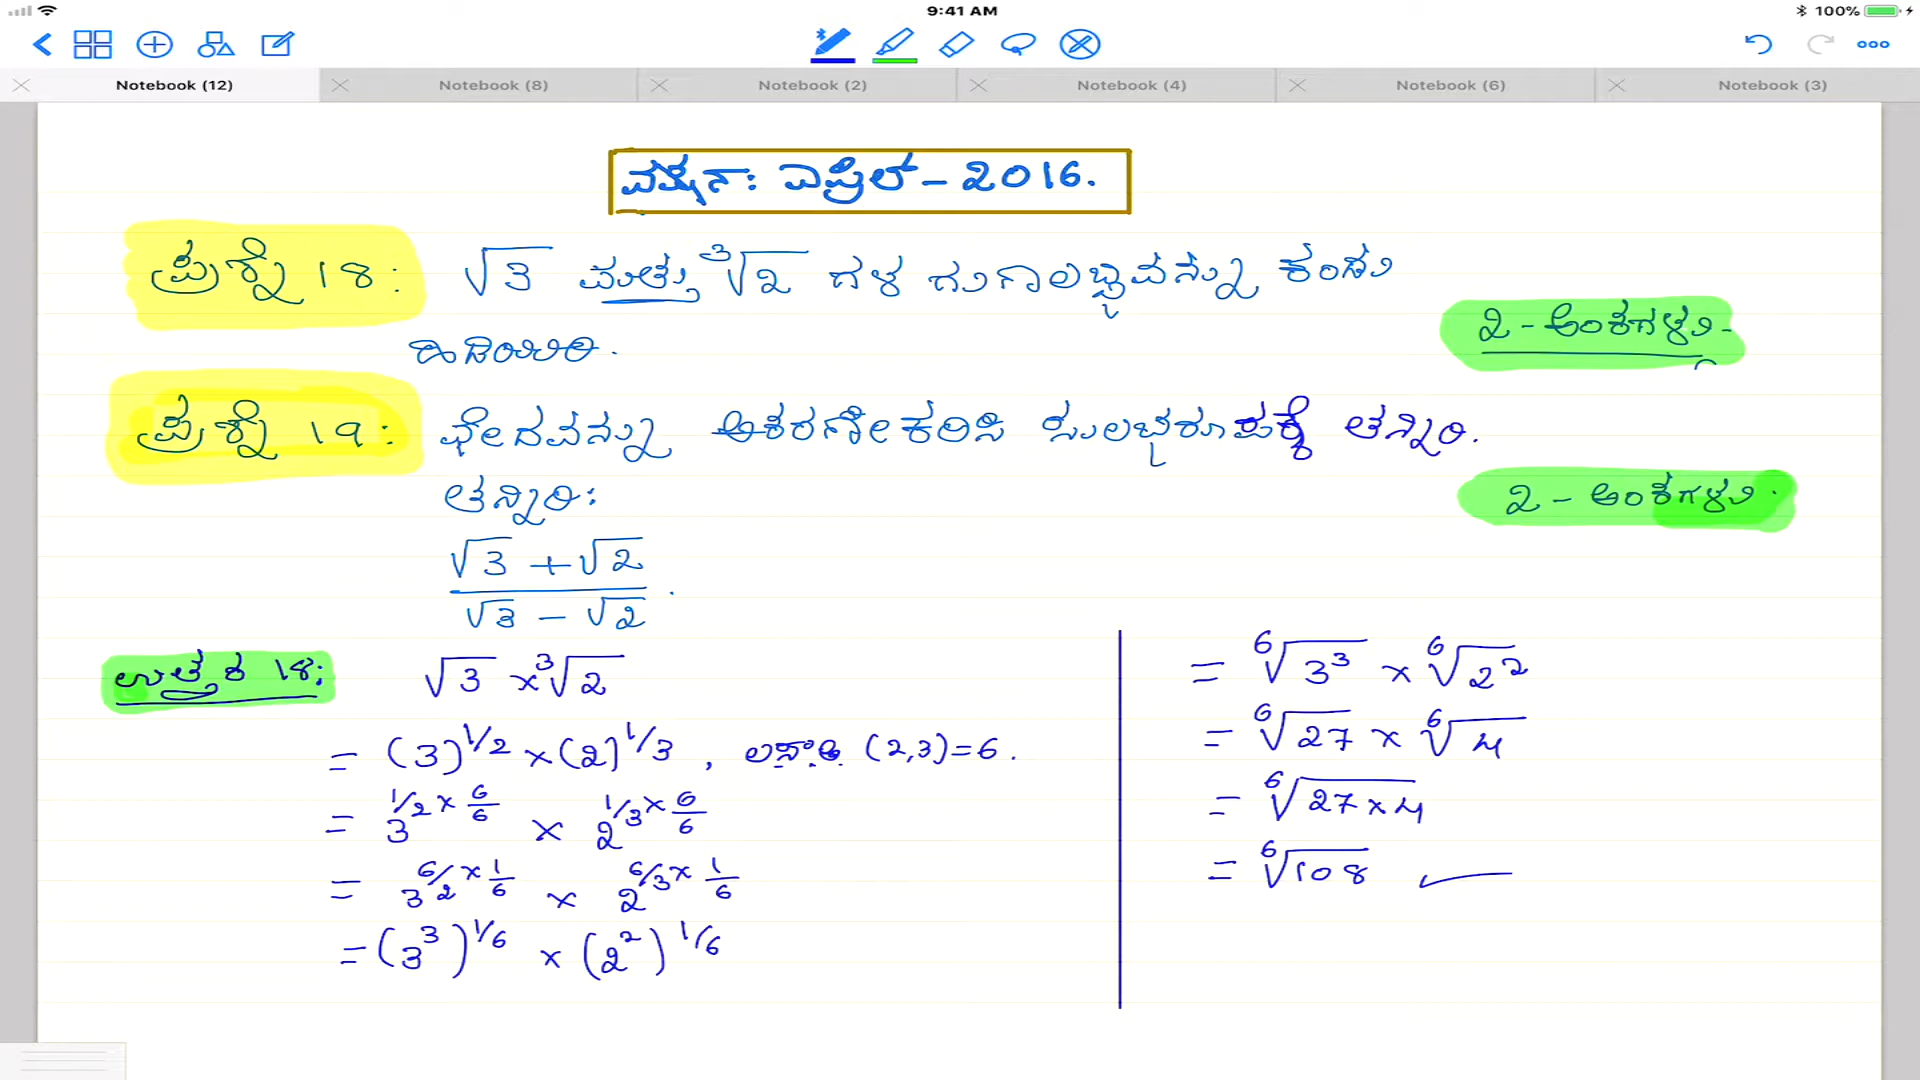 9:41 AM
100%
Notebook (12) Notebook (8) Notebook (2) Notebook (4) Notebook (6) Notebook (3)
ವರ್ಷ: ಏಪ್ರಿಲ್ - 2016.
ಪ್ರಶ್ನೆ 18: √3 ಮತ್ತು ³√2 ಗಳ ಗುಣಲಬ್ಧವನ್ನು ಕಂಡು
ಹಿಡಿಯಿರಿ.
2 - ಅಂಕಗಳು -
ಪ್ರಶ್ನೆ 19: ಛೇದವನ್ನು ಅಕರಣೀಕರಿಸಿ ಸುಲಭರೂಪಕ್ಕೆ ತನ್ನಿರಿ.
ತನ್ನಿರಿ:
2 - ಅಂಕಗಳು.
(√3 + √2)/(√3 - √2).
ಉತ್ತರ 18: √3 × ³√2
= (3)^1/2 × (2)^1/3, ಲಸಾಅ (2,3)=6.
= 3^(1/2 × 6/6) × 2^(1/3 × 6/6)
= 3^(6/2 × 1/6) × 2^(6/3 × 1/6)
= (3³)^1/6 × (2²)^1/6
= ⁶√3³ × ⁶√2²
= ⁶√27 × ⁶√4
= ⁶√27×4
= ⁶√108